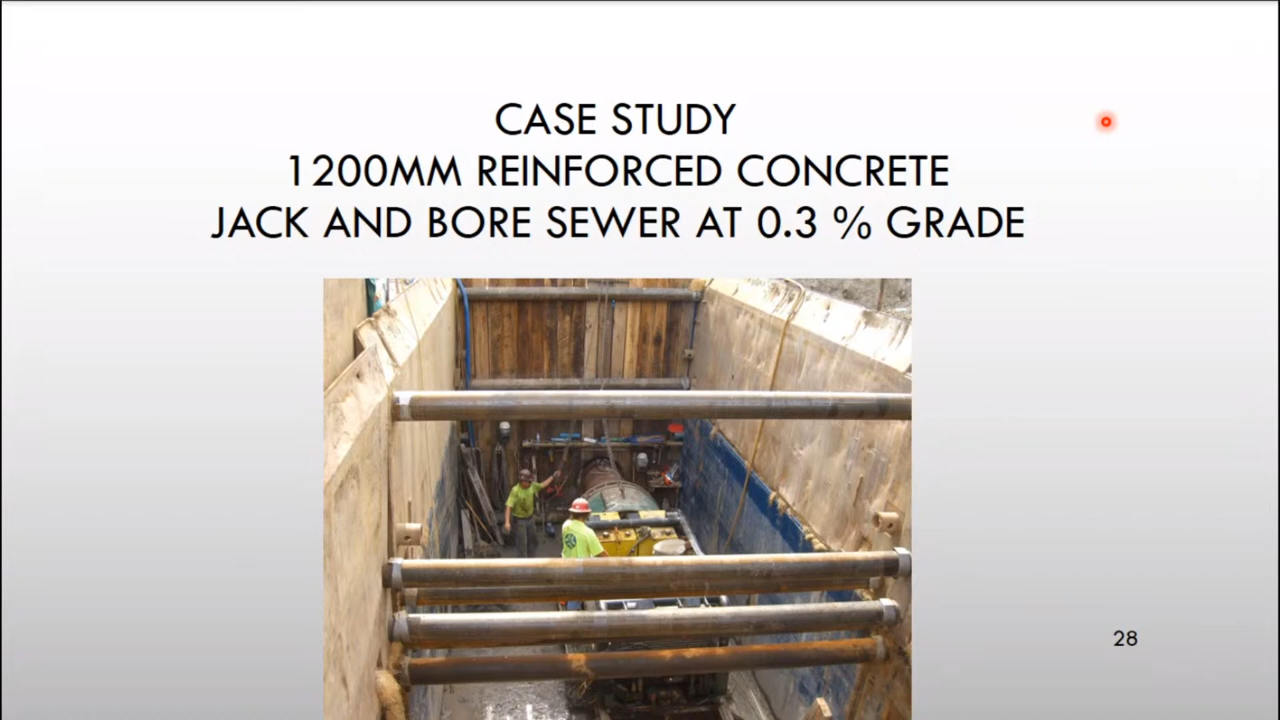 CASE STUDY
1200MM REINFORCED CONCRETE
JACK AND BORE SEWER AT 0.3 % GRADE
28